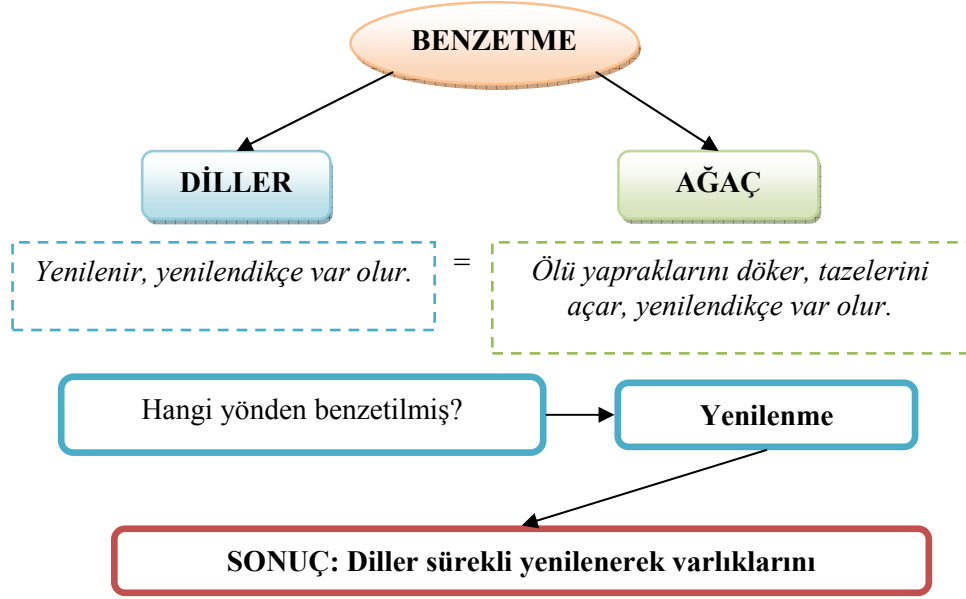 BENZETME
DİLLER
AĞAÇ
Yenilenir, yenilendikçe var olur.
=
Ölü yapraklarını döker, tazelerini
açar, yenilendikçe var olur.
Hangi yönden benzetilmiş?
Yenilenme
SONUÇ: Diller sürekli yenilenerek varlıklarını